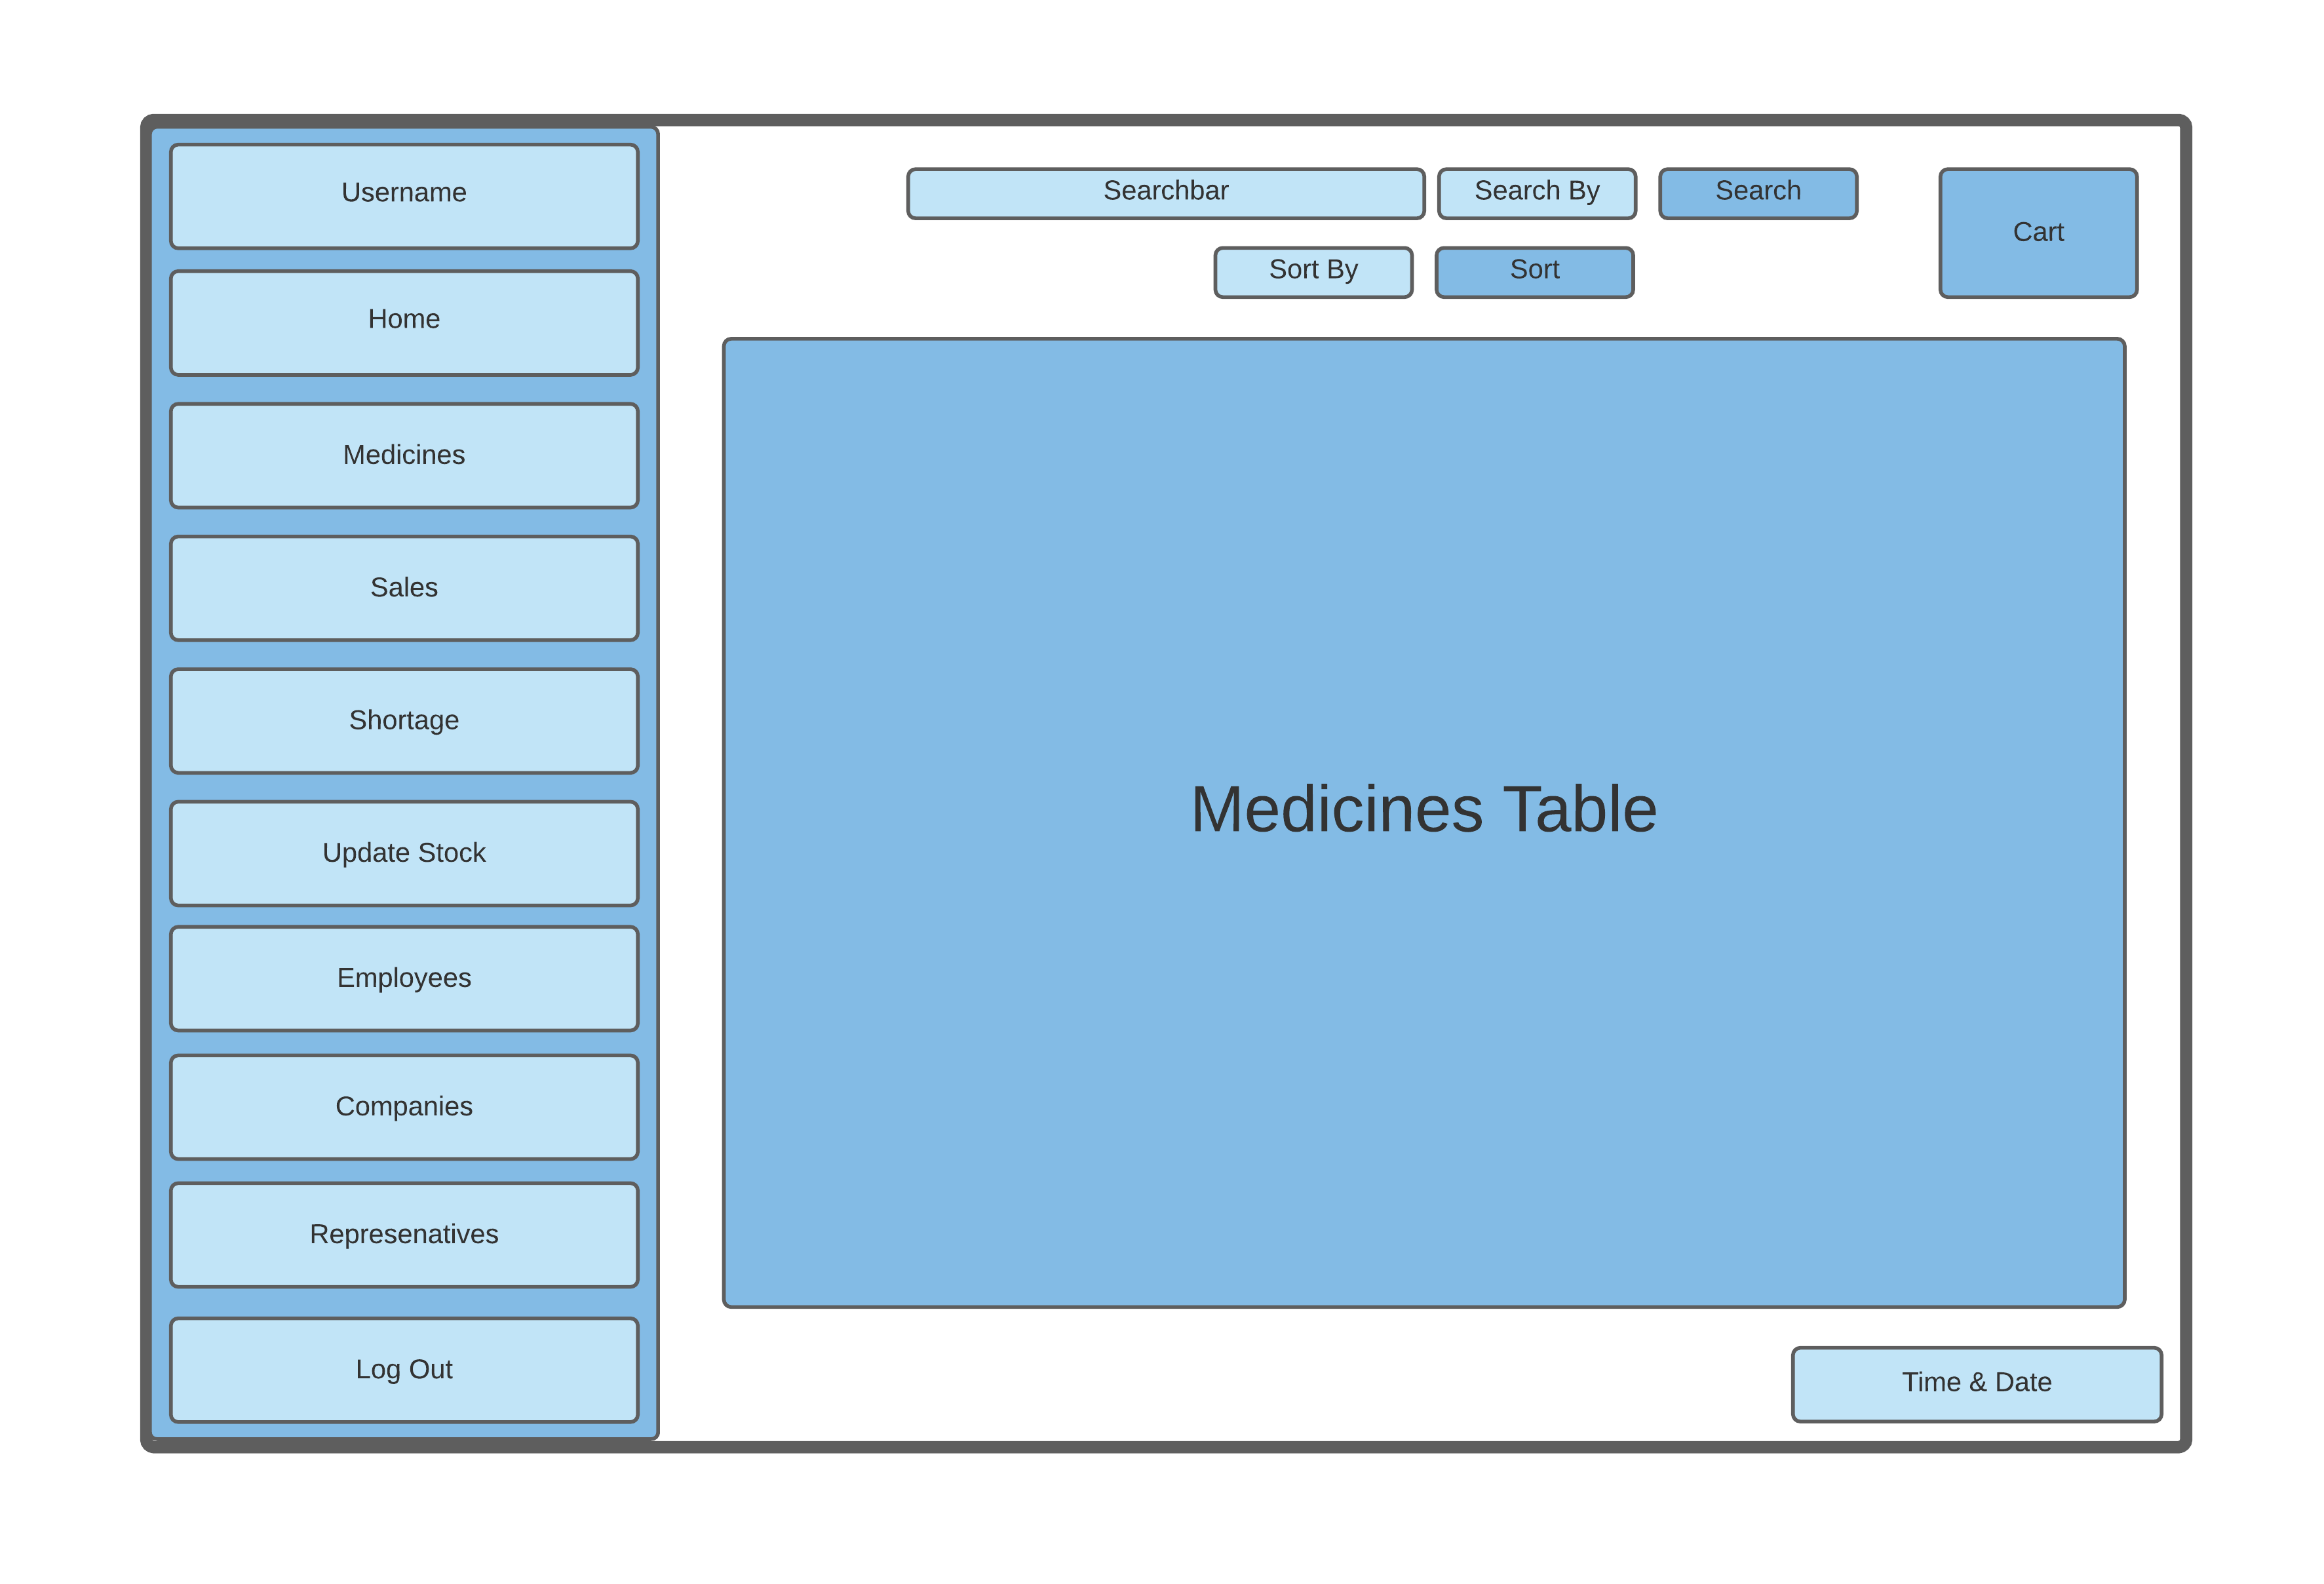 Username
Home
Medicines
Sales
Shortage
Update Stock
Employees
Companies
Represenatives
Log Out
Searchbar
Search By
Search
Sort By
Sort
Cart
Medicines Table
Time & Date